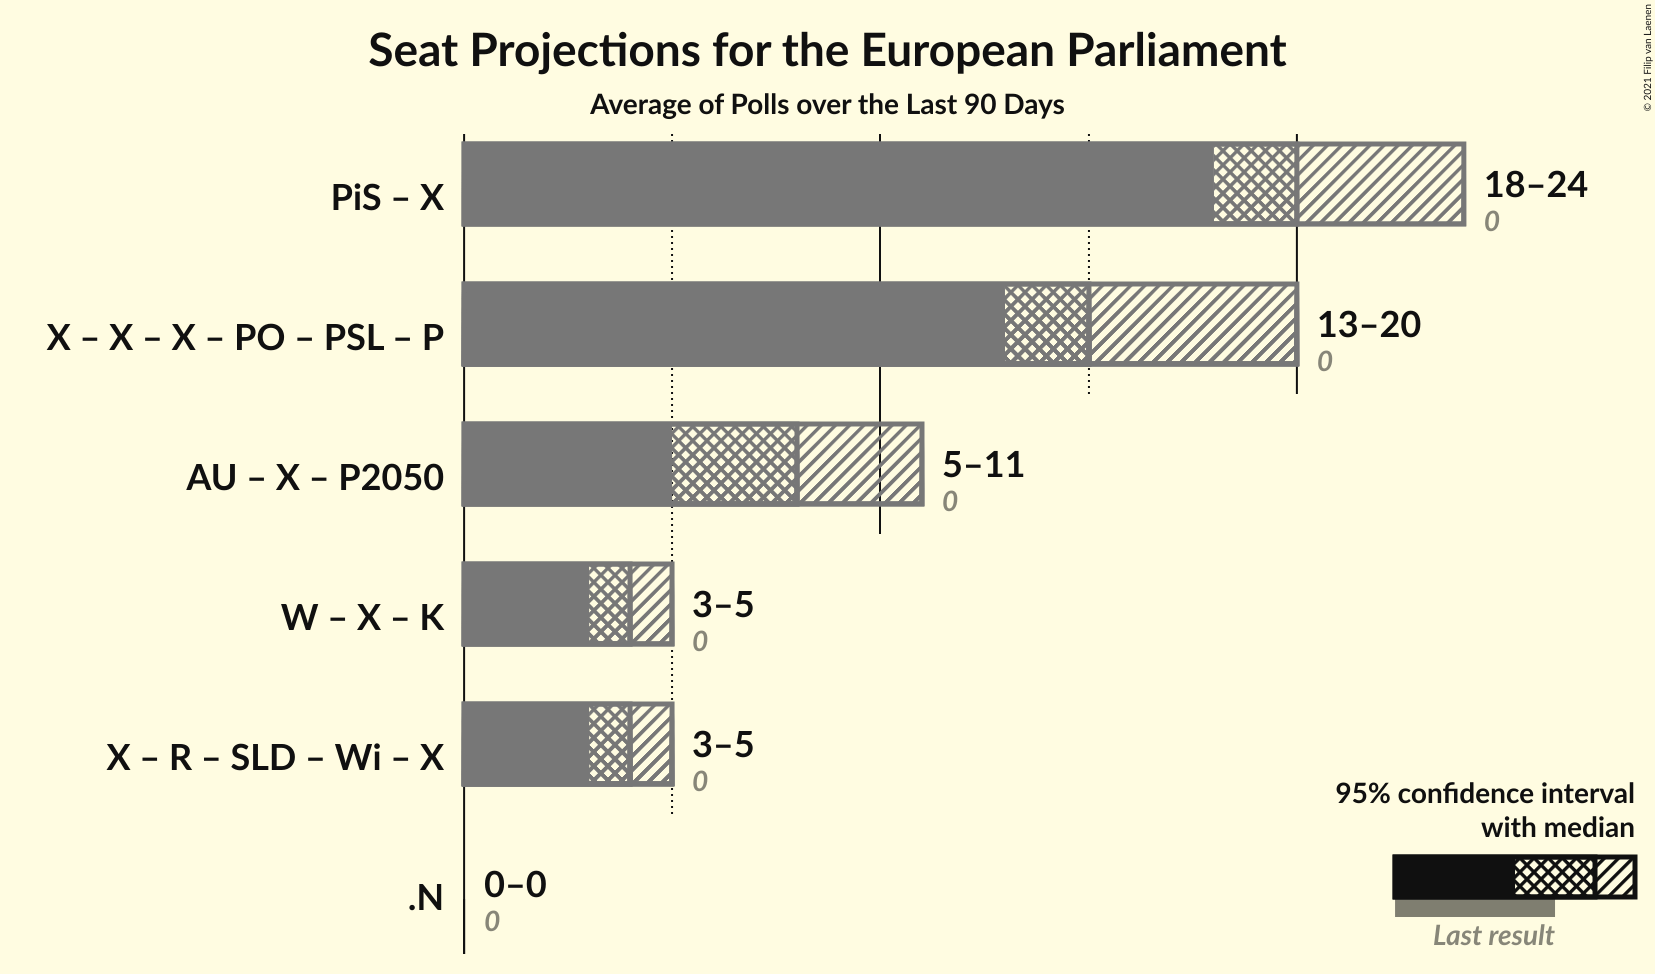 Seat Projections for the European Parliament
Average of Polls over the Last 90 Days
© 2021 Filip van Laenen
PiS – X
18–24
0
X – X – X – PO – PSL – P
13–20
0
AU – X – P2050
5–11
0
W – X – K
3–5
0
X – R – SLD – Wi – X
3–5
0
.N
0–0
0
95% confidence interval
with median
Last result